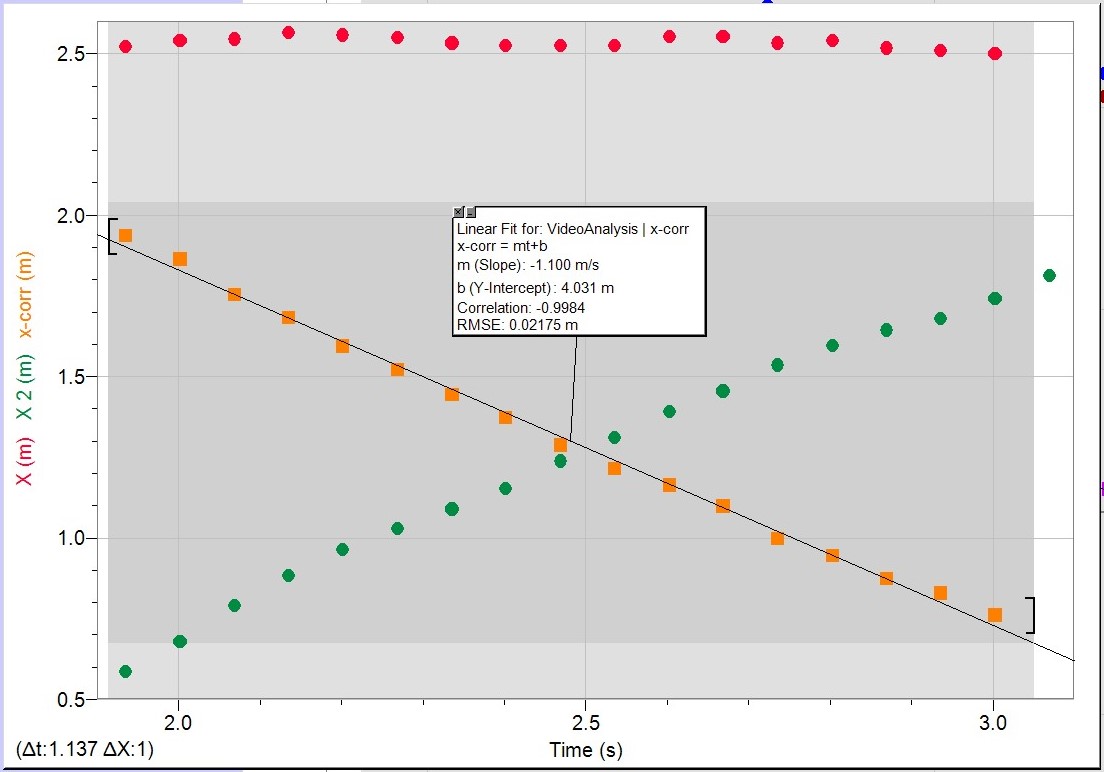 2.5
2.0
1.5
1.0
0.5
X (m) X 2 (m) x-corr (m)
Linear Fit for: VideoAnalysis | x-corr
x-corr = mt+b
m (Slope): -1.100 m/s
b (Y-Intercept): 4.031 m
Correlation: -0.9984
RMSE: 0.02175 m
2.0 2.5 3.0
(Δt:1.137 ΔX:1) Time (s)